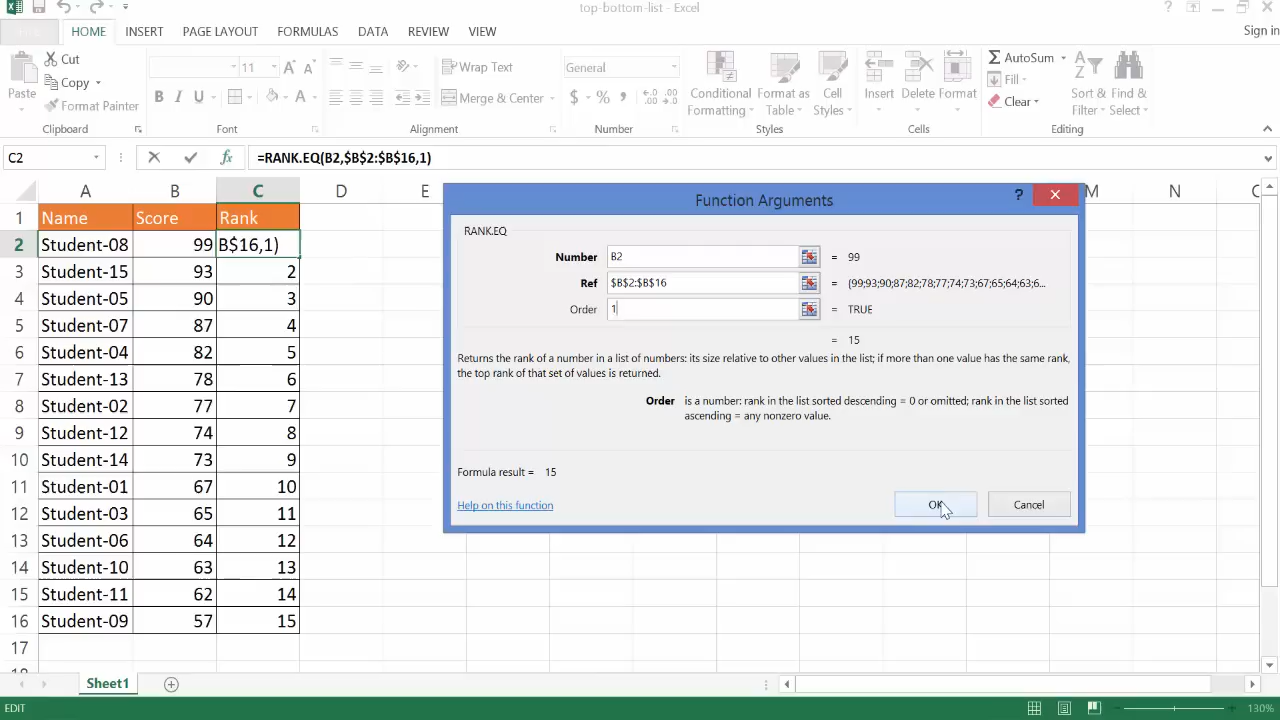 top-bottom-list - Excel
Sign in
HOME INSERT PAGE LAYOUT FORMULAS DATA REVIEW VIEW
Paste
Cut
Copy
Format Painter
Clipboard
11
Font
Wrap Text
Merge & Center
Alignment
General
Number
Conditional Formatting
Format as Table
Cell Styles
Styles
Insert Delete Format
Cells
AutoSum
Fill
Clear
Sort & Filter
Find & Select
Editing
C2
=RANK.EQ(B2,$B$2:$B$16,1)
A B C D E M N
1 Name Score Rank
2 Student-08 99 B$16,1)
3 Student-15 93 2
4 Student-05 90 3
5 Student-07 87 4
6 Student-04 82 5
7 Student-13 78 6
8 Student-02 77 7
9 Student-12 74 8
10 Student-14 73 9
11 Student-01 67 10
12 Student-03 65 11
13 Student-06 64 12
14 Student-10 63 13
15 Student-11 62 14
16 Student-09 57 15
17
Function Arguments
RANK.EQ
Number B2 = 99
Ref $B$2:$B$16 = {99;93;90;87;82;78;77;74;73;67;65;64;63;6...
Order 1 = TRUE
= 15
Returns the rank of a number in a list of numbers: its size relative to other values in the list; if more than one value has the same rank,
the top rank of that set of values is returned.
Order is a number: rank in the list sorted descending = 0 or omitted; rank in the list sorted
ascending = any nonzero value.
Formula result = 15
Help on this function
OK Cancel
Sheet1
EDIT
130%